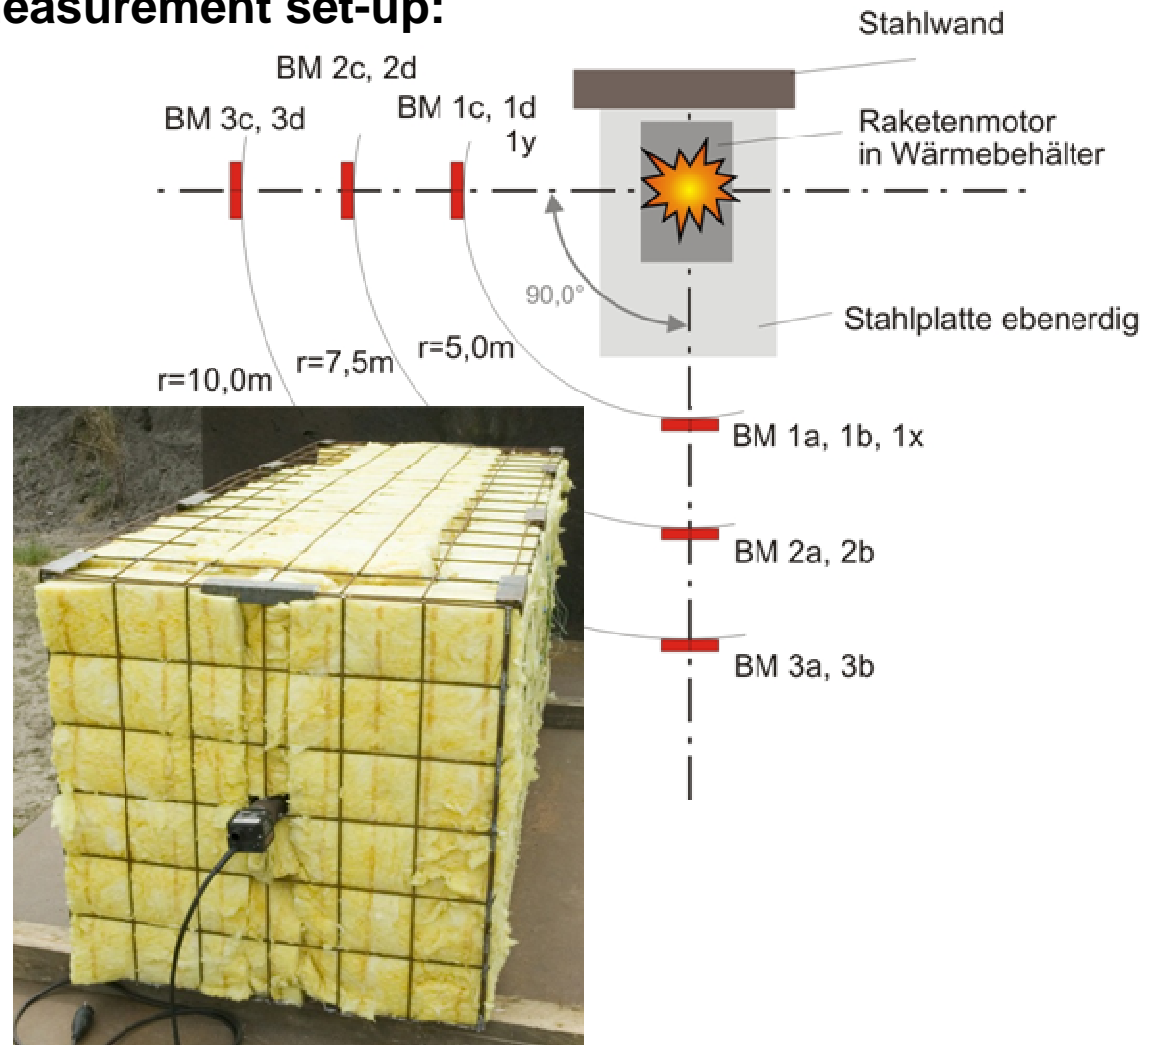 easurement set-up:
Stahlwand
BM 2c, 2d
BM 1c, 1d
1y
BM 3c, 3d
Raketenmotor
in Wärmebehälter
90,0°
Stahlplatte ebenerdig
r=5,0m
r=7,5m
r=10,0m
BM 1a, 1b, 1x
BM 2a, 2b
BM 3a, 3b